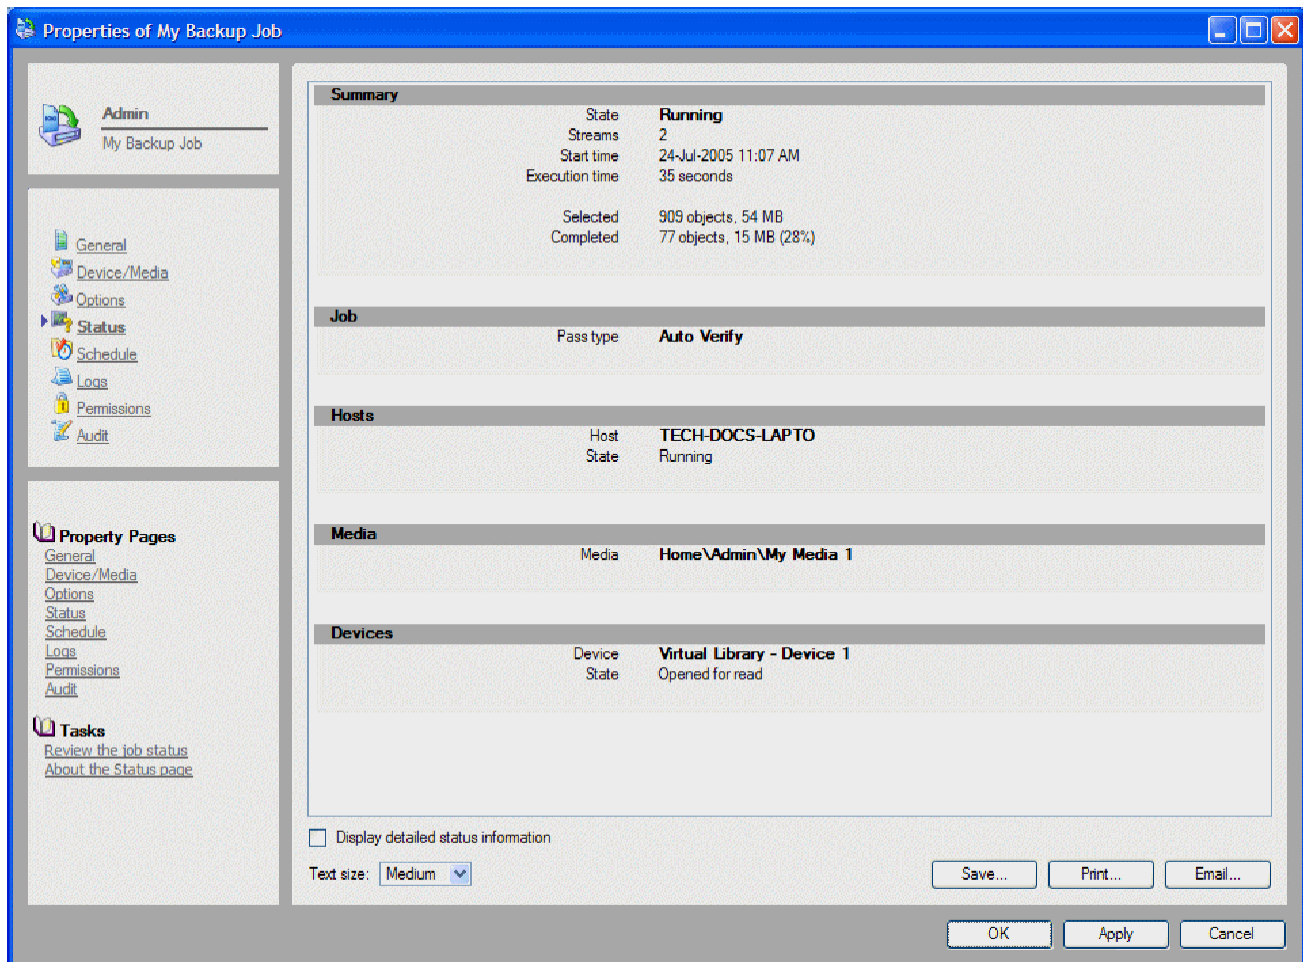 Properties of My Backup Job
Admin
My Backup Job
General
Device/Media
Options
Status
Schedule
Logs
Permissions
Audit
Property Pages
General
Device/Media
Options
Status
Schedule
Logs
Permissions
Audit
Tasks
Review the job status
About the Status page
Summary
State Running
Streams 2
Start time 24-Jul-2005 11:07 AM
Execution time 35 seconds
Selected 909 objects, 54 MB
Completed 77 objects, 15 MB (28%)
Job
Pass type Auto Verify
Hosts
Host TECH-DOCS-LAPTO
State Running
Media
Media Home\Admin\My Media 1
Devices
Device Virtual Library - Device 1
State Opened for read
Display detailed status information
Text size: Medium
Save... Print... Email...
OK Apply Cancel